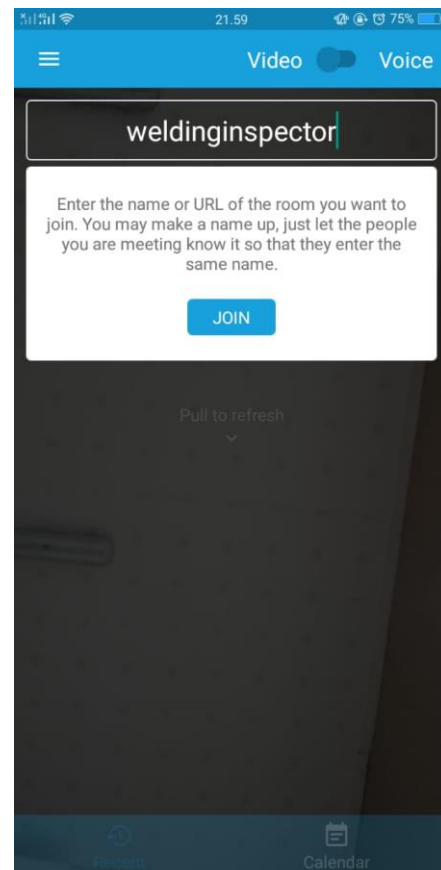 21.59 75%
Video Voice
weldinginspector
Enter the name or URL of the room you want to
join. You may make a name up, just let the people
you are meeting know it so that they enter the
same name.
JOIN
Pull to refresh
Recent Calendar